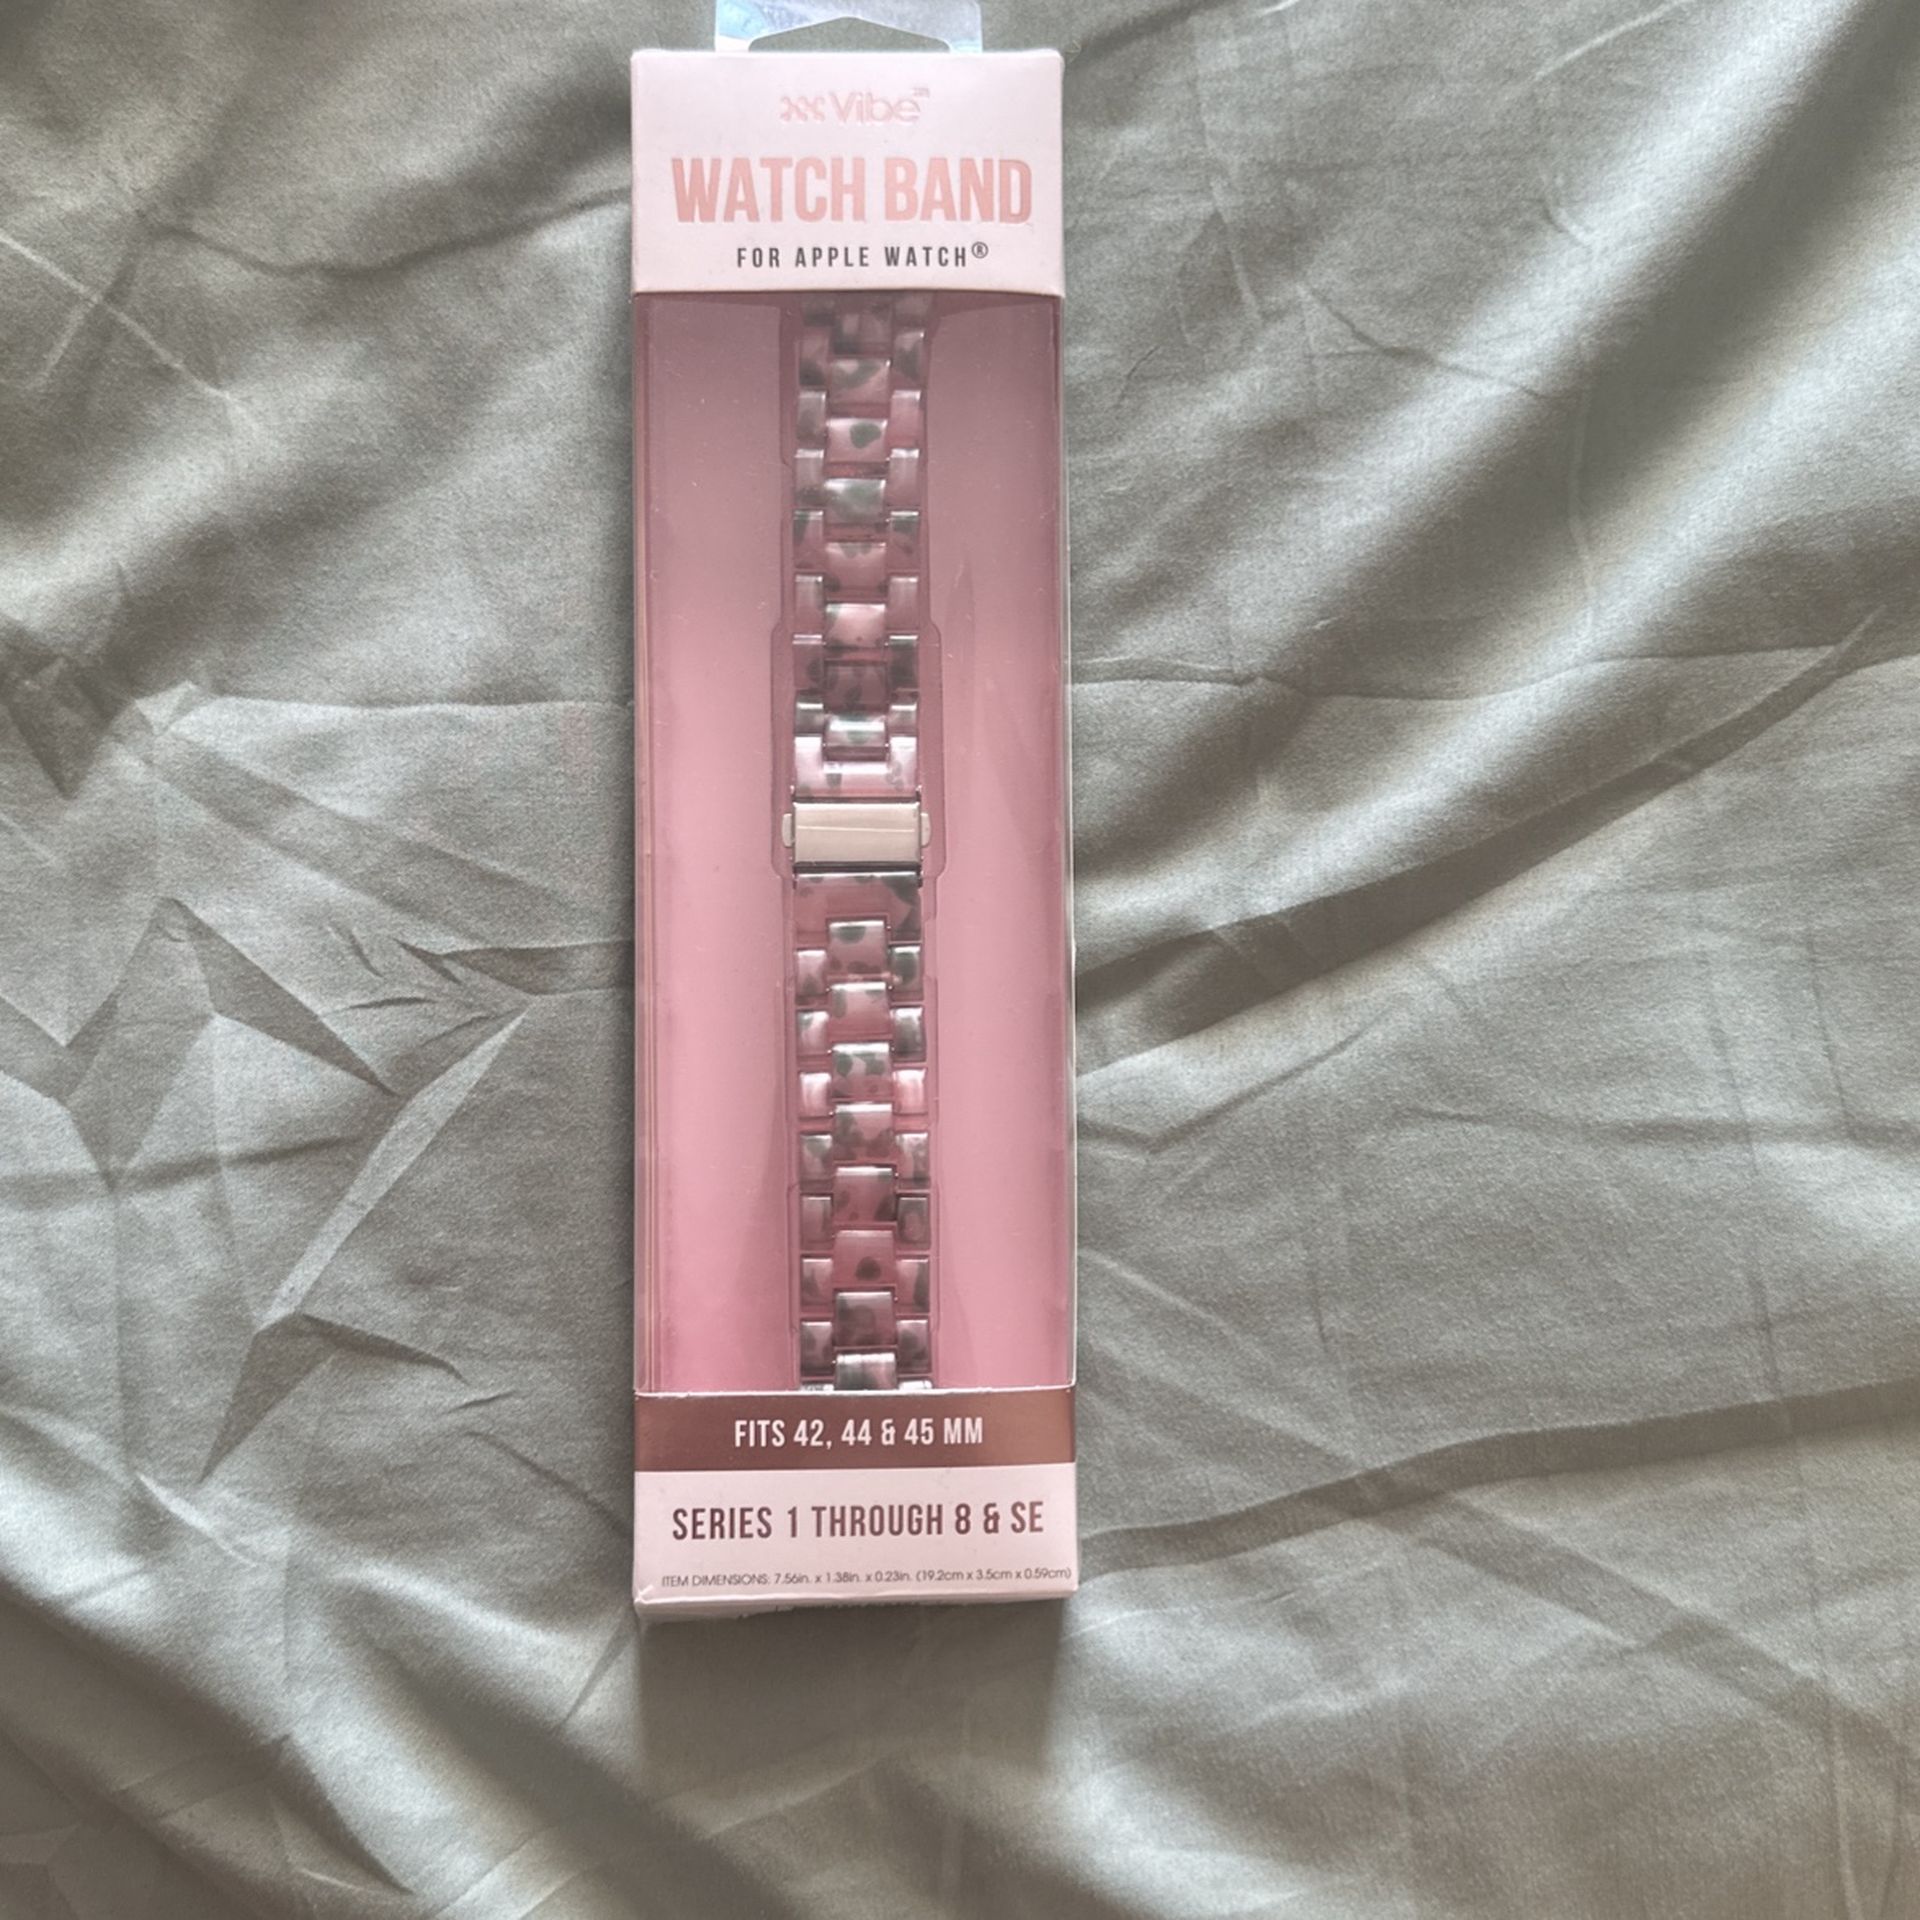 Vibe™
WATCH BAND
FOR APPLE WATCH®
FITS 42, 44 & 45 MM
SERIES 1 THROUGH 8 & SE
ITEM DIMENSIONS: 7.56in. x 1.38in. x 0.23in. (19.2cm x 3.5cm x 0.59cm)